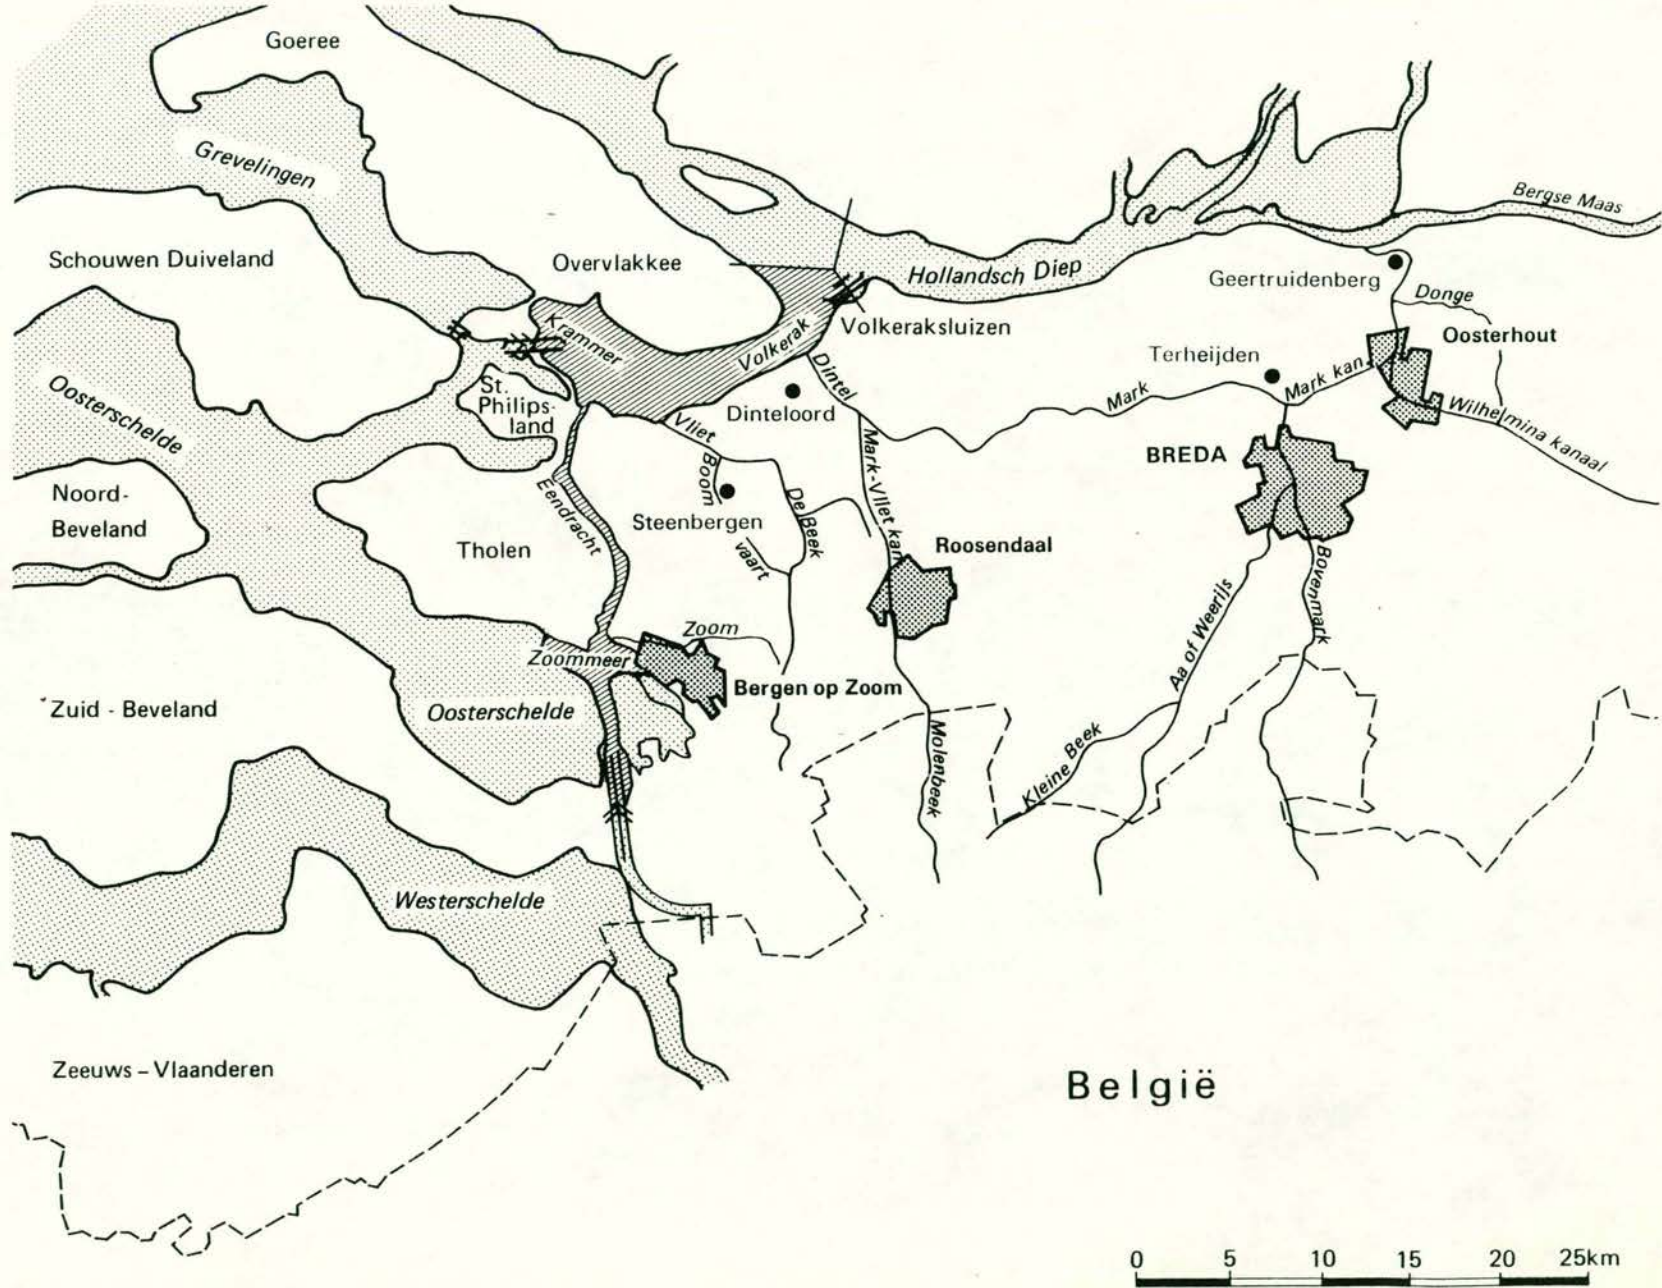 Goeree
Grevelingen
Bergse Maas
Schouwen Duiveland
Overvlakkee
Hollandsch Diep
Geertruidenberg
Donge
Krammer
Volkerak
Volkeraksluizen
Oosterhout
Terheijden
Dintel
Mark
Mark kan.
St.
Philips-
land
Oosterschelde
Dinteloord
Wilhelmina kanaal
Vliet
BREDA
Mark-Vliet kan.
Boom
Noord-
Beveland
Eendracht
De Beek
Steenbergen
vaart
Tholen
Roosendaal
Bovenmark
Aa of Weerijs
Zoom
Zoommeer
Bergen op Zoom
Zuid - Beveland
Oosterschelde
Molenbeek
Kleine Beek
Westerschelde
Zeeuws – Vlaanderen
België
0 5 10 15 20 25km